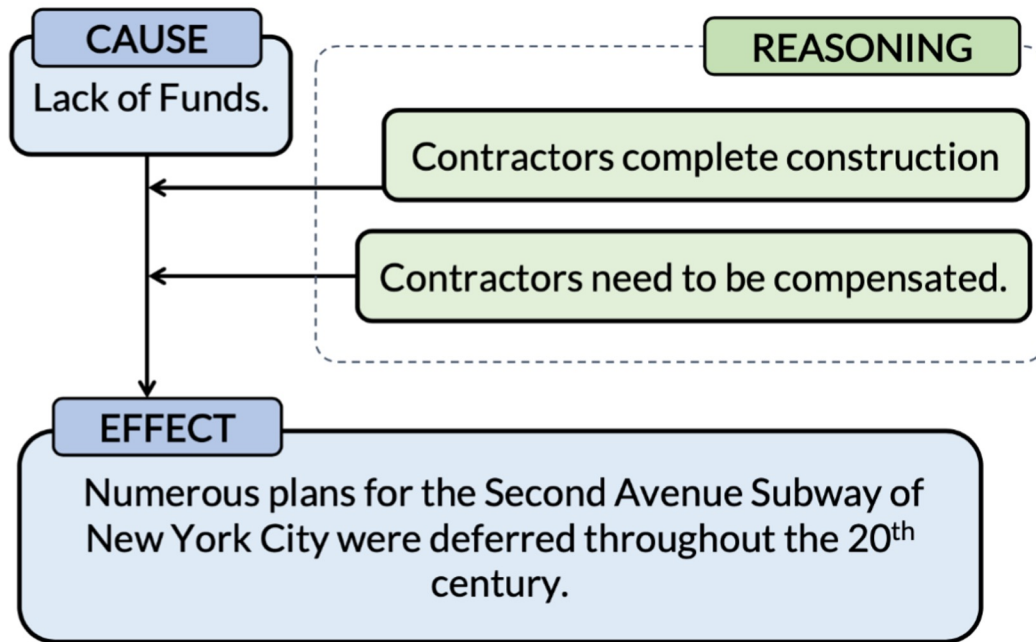 CAUSE
Lack of Funds.
REASONING
Contractors complete construction
Contractors need to be compensated.
EFFECT
Numerous plans for the Second Avenue Subway of
New York City were deferred throughout the 20th
century.